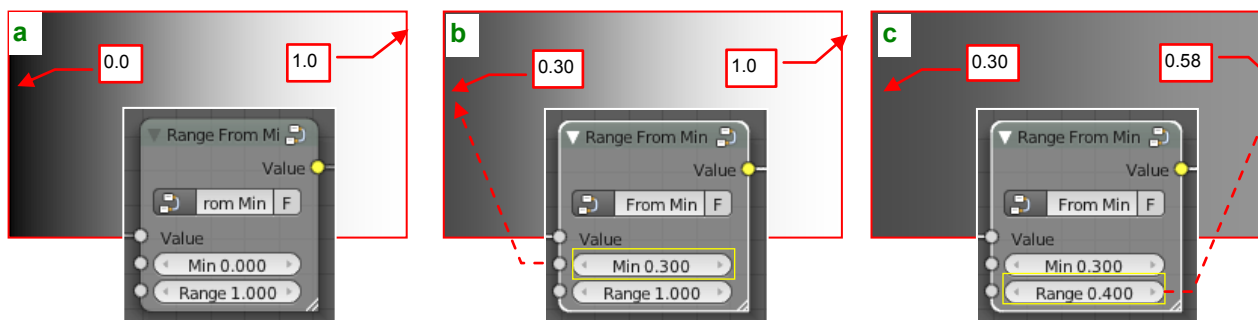 a
0.0
1.0
Range From Mi
Value
rom Min F
Value
Min 0.000
Range 1.000
b
0.30
1.0
Range From Min
Value
From Min F
Value
Min 0.300
Range 1.000
c
0.30
0.58
Range From Min
Value
From Min F
Value
Min 0.300
Range 0.400